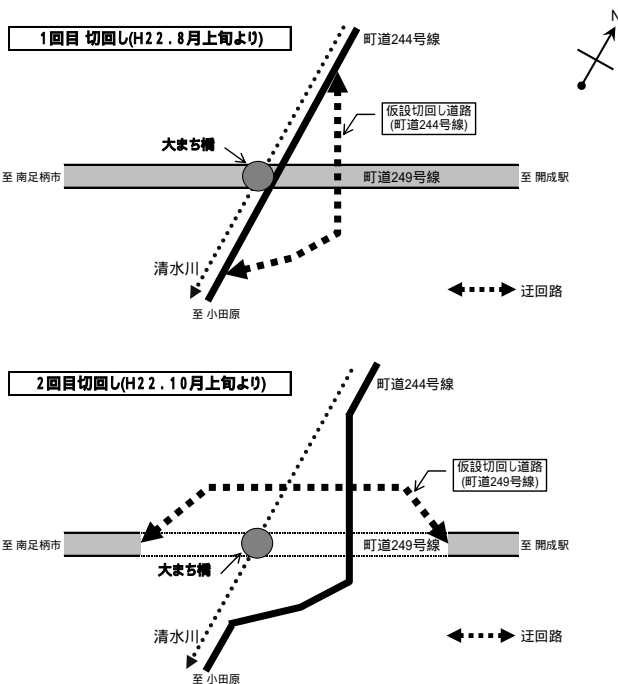 N
1回目 切回し(H22．8月上旬より)
町道244号線
仮設切回し道路
(町道244号線)
大まち橋
至 南足柄市
町道249号線
至 開成駅
清水川
迂回路
至 小田原
2回目切回し(H22．10月上旬より)
町道244号線
仮設切回し道路
(町道249号線)
至 南足柄市
町道249号線
至 開成駅
大まち橋
清水川
迂回路
至 小田原